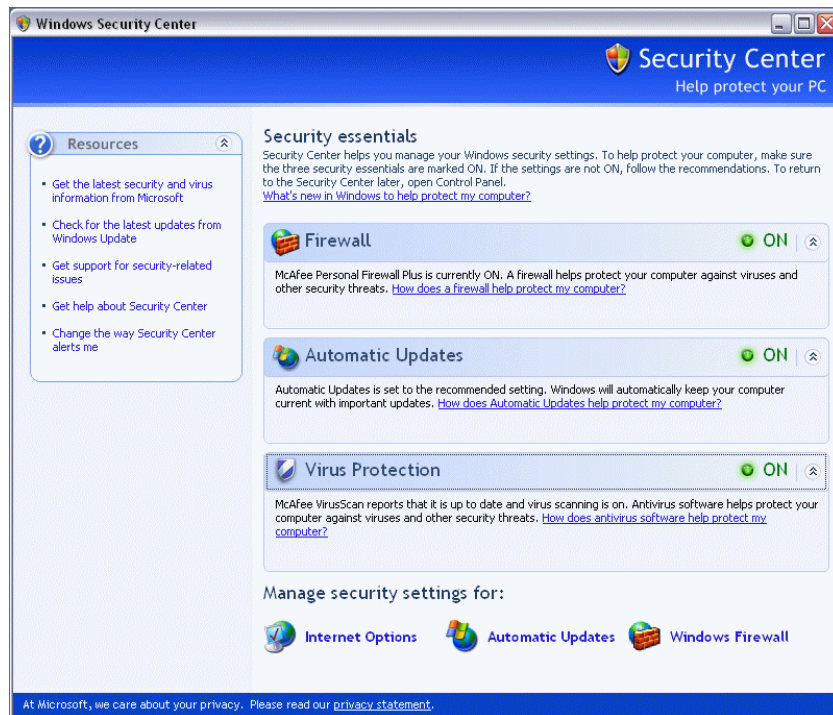 Windows Security Center
Security Center
Help protect your PC
Resources
Get the latest security and virus
information from Microsoft
Check for the latest updates from
Windows Update
Get support for security-related
issues
Get help about Security Center
Change the way Security Center
alerts me
Security essentials
Security Center helps you manage your Windows security settings. To help protect your computer, make sure
the three security essentials are marked ON. If the settings are not ON, follow the recommendations. To return
to the Security Center later, open Control Panel.
What's new in Windows to help protect my computer?
Firewall ON
McAfee Personal Firewall Plus is currently ON. A firewall helps protect your computer against viruses and
other security threats. How does a firewall help protect my computer?
Automatic Updates ON
Automatic Updates is set to the recommended setting. Windows will automatically keep your computer
current with important updates. How does Automatic Updates help protect my computer?
Virus Protection ON
McAfee VirusScan reports that it is up to date and virus scanning is on. Antivirus software helps protect your
computer against viruses and other security threats. How does antivirus software help protect my
computer?
Manage security settings for:
Internet Options Automatic Updates Windows Firewall
At Microsoft, we care about your privacy. Please read our privacy statement.